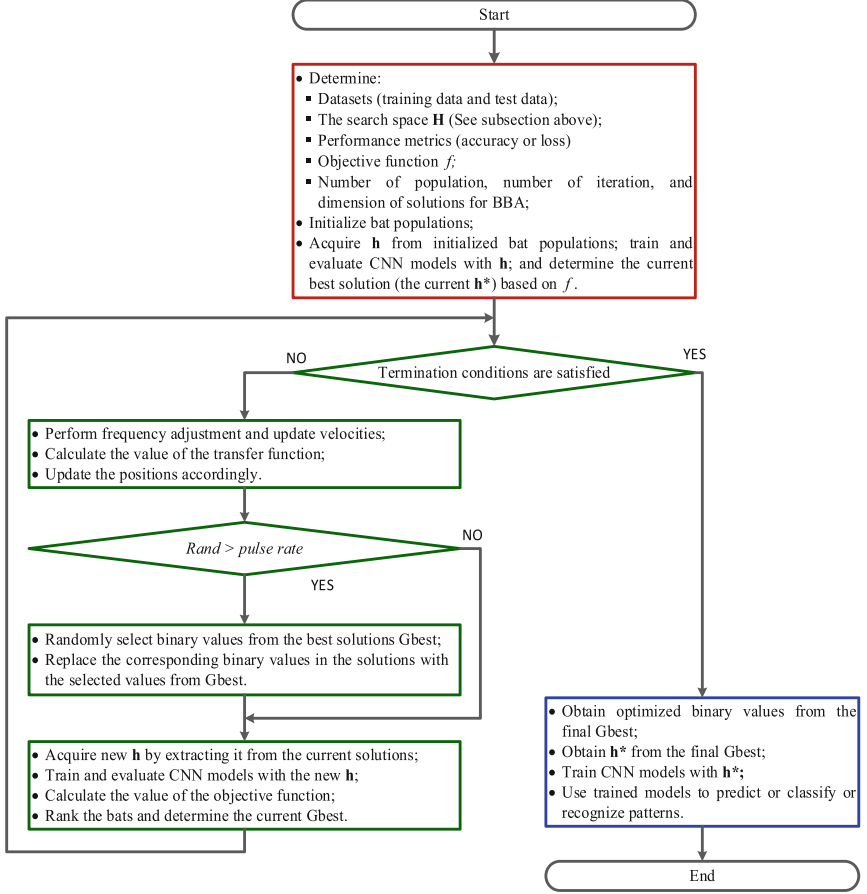 Start
• Determine:
▪ Datasets (training data and test data);
▪ The search space H (See subsection above);
▪ Performance metrics (accuracy or loss)
▪ Objective function f;
▪ Number of population, number of iteration, and
dimension of solutions for BBA;
• Initialize bat populations;
• Acquire h from initialized bat populations; train and
evaluate CNN models with h; and determine the current
best solution (the current h*) based on f .
NO
YES
Termination conditions are satisfied
• Perform frequency adjustment and update velocities;
• Calculate the value of the transfer function;
• Update the positions accordingly.
NO
Rand > pulse rate
YES
• Randomly select binary values from the best solutions Gbest;
• Replace the corresponding binary values in the solutions with
the selected values from Gbest.
• Acquire new h by extracting it from the current solutions;
• Train and evaluate CNN models with the new h;
• Calculate the value of the objective function;
• Rank the bats and determine the current Gbest.
• Obtain optimized binary values from the
final Gbest;
• Obtain h* from the final Gbest;
• Train CNN models with h*;
• Use trained models to predict or classify or
recognize patterns.
End